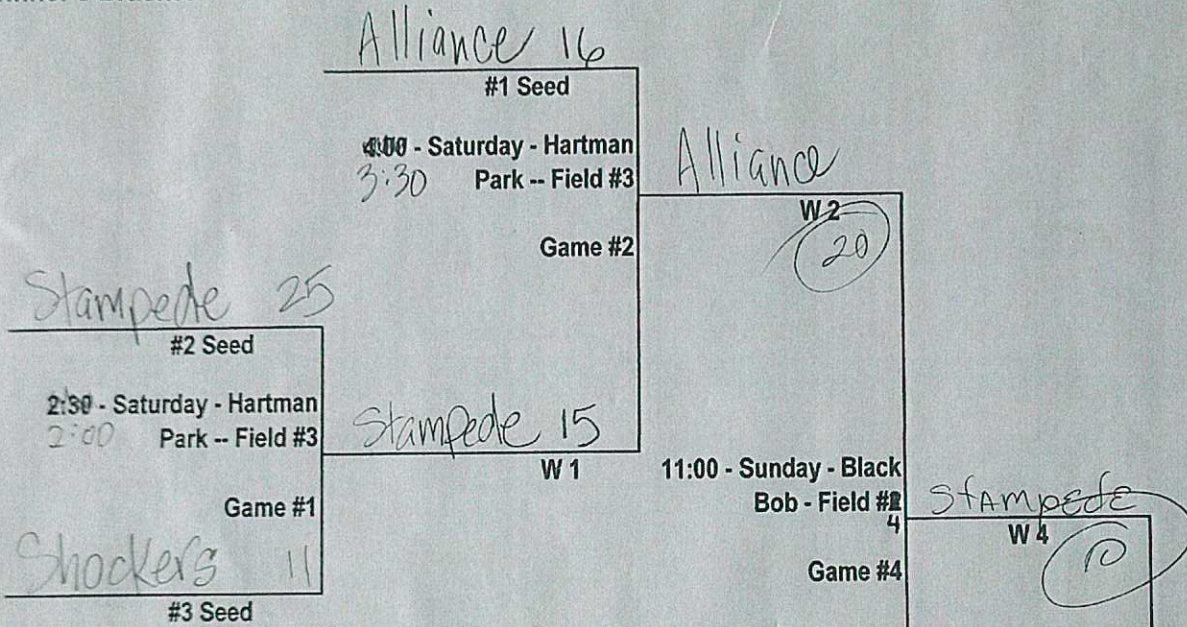 Alliance 16
#1 Seed
4:00 - Saturday - Hartman
3:30 Park -- Field #3
Alliance
W 2
20
Game #2
Stampede 25
#2 Seed
2:30 - Saturday - Hartman
2:00 Park -- Field #3
Stampede 15
W 1
Game #1
Shockers 11
#3 Seed
11:00 - Sunday - Black
Bob - Field #
4
Stampede
W 4
Game #4